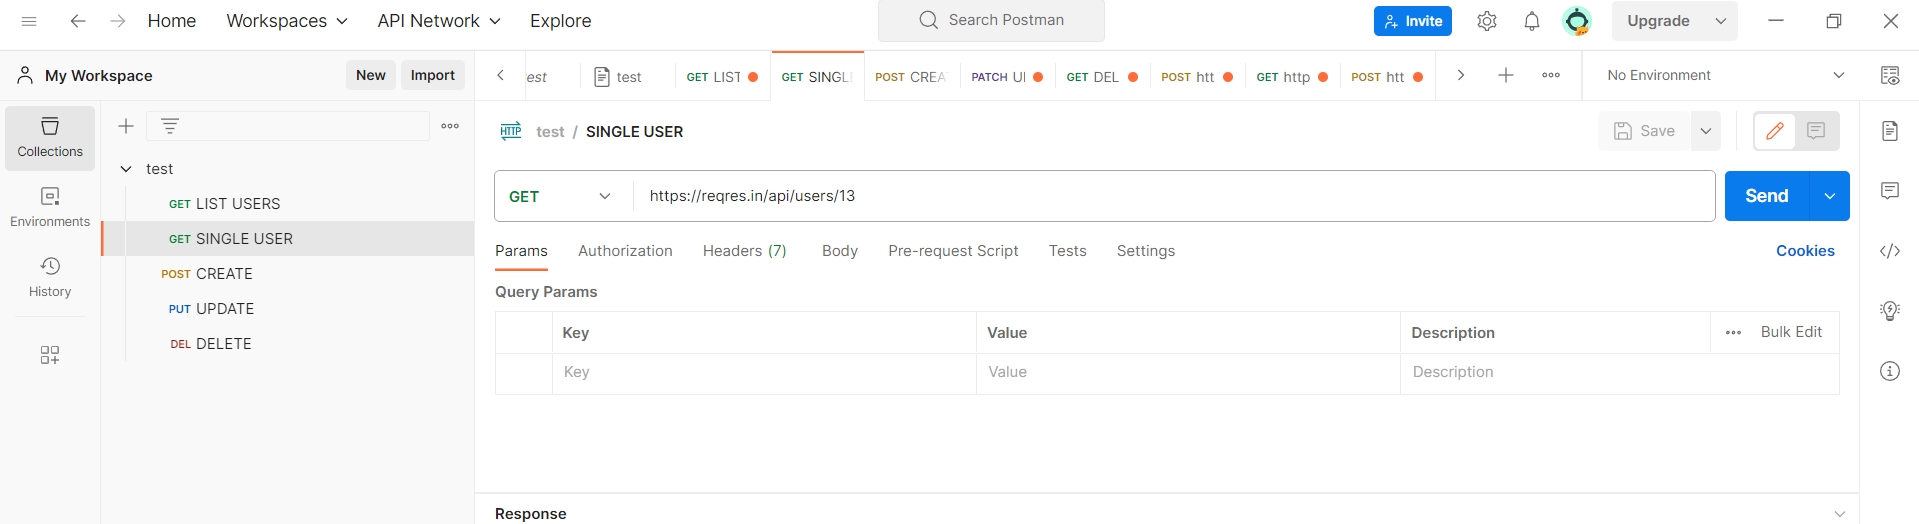 Home Workspaces API Network Explore Search Postman Invite Upgrade
My Workspace New Import est test GET LIST GET SINGL POST CREA PATCH UI GET DEL POST htt GET http POST htt No Environment
Collections
Environments
History
test
GET LIST USERS
GET SINGLE USER
POST CREATE
PUT UPDATE
DEL DELETE
HTTP test / SINGLE USER Save
GET https://reqres.in/api/users/13 Send
Params Authorization Headers (7) Body Pre-request Script Tests Settings Cookies
Query Params
Key Value Description Bulk Edit
Key Value Description
Response